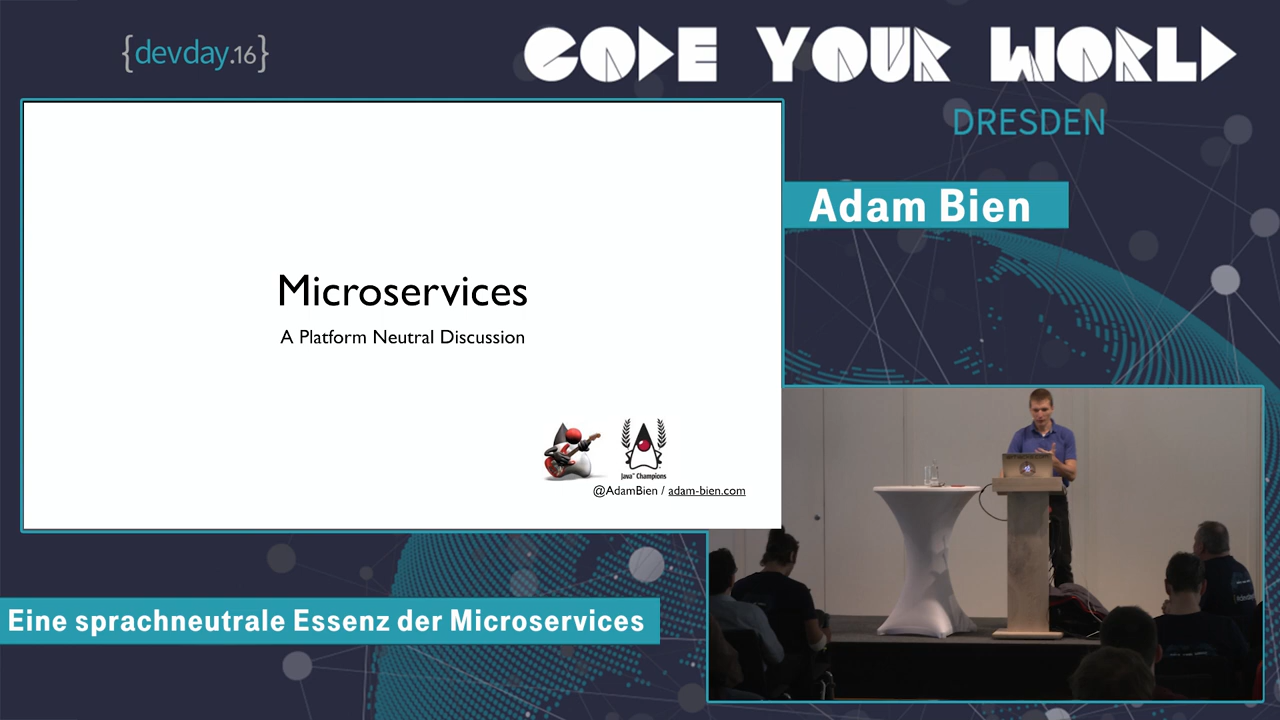 {devday.16}
CODE YOUR WORLD
DRESDEN
Adam Bien
Microservices
A Platform Neutral Discussion
Java™ Champions
@AdamBien / adam-bien.com
Eine sprachneutrale Essenz der Microservices